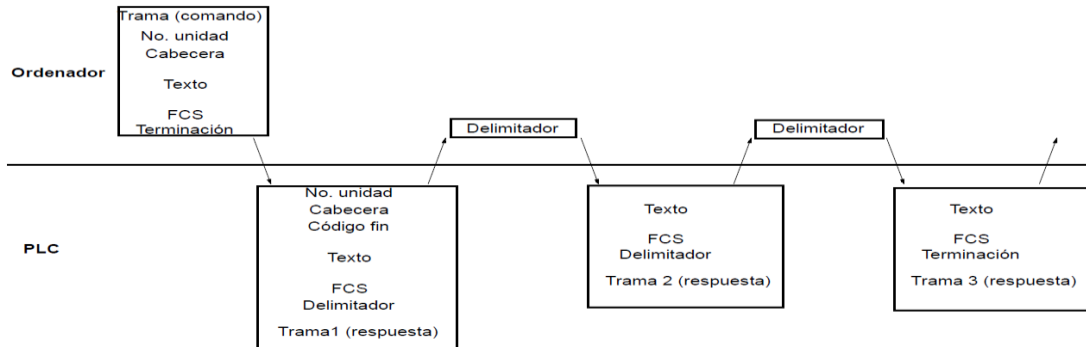 Trama (comando)
No. unidad
Cabecera
Ordenador
Texto
FCS
Terminación
Delimitador
Delimitador
No. unidad
Cabecera
Código fin
PLC
Texto
FCS
Delimitador
Trama1 (respuesta)
Texto
FCS
Delimitador
Trama 2 (respuesta)
Texto
FCS
Terminación
Trama 3 (respuesta)